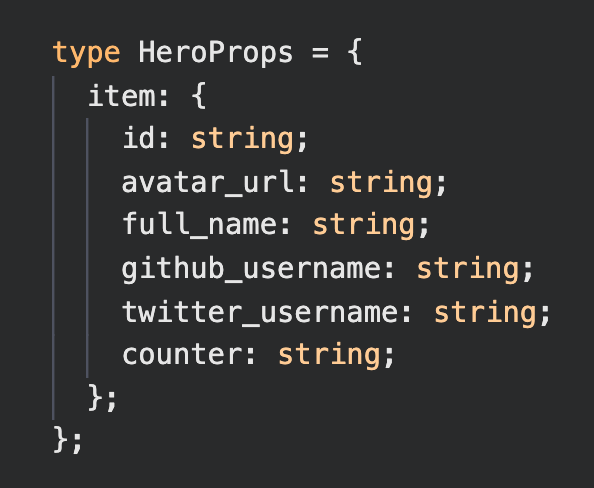 type HeroProps = {
  item: {
    id: string;
    avatar_url: string;
    full_name: string;
    github_username: string;
    twitter_username: string;
    counter: string;
  };
};